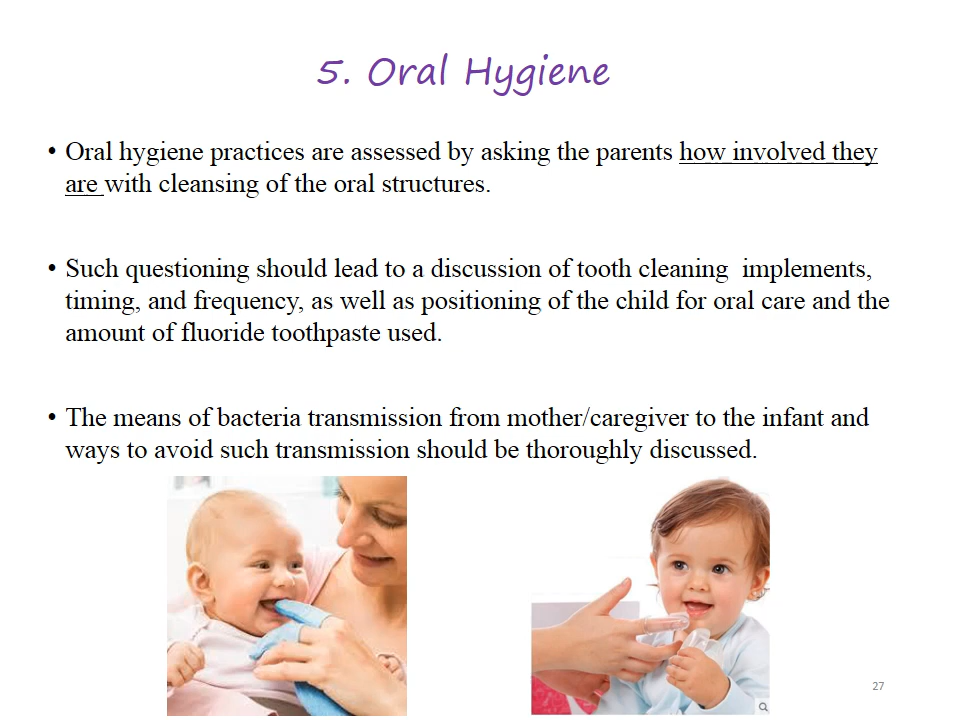 5. Oral Hygiene
• Oral hygiene practices are assessed by asking the parents how involved they
are with cleansing of the oral structures.
• Such questioning should lead to a discussion of tooth cleaning  implements,
timing, and frequency, as well as positioning of the child for oral care and the
amount of fluoride toothpaste used.
• The means of bacteria transmission from mother/caregiver to the infant and
ways to avoid such transmission should be thoroughly discussed.
27